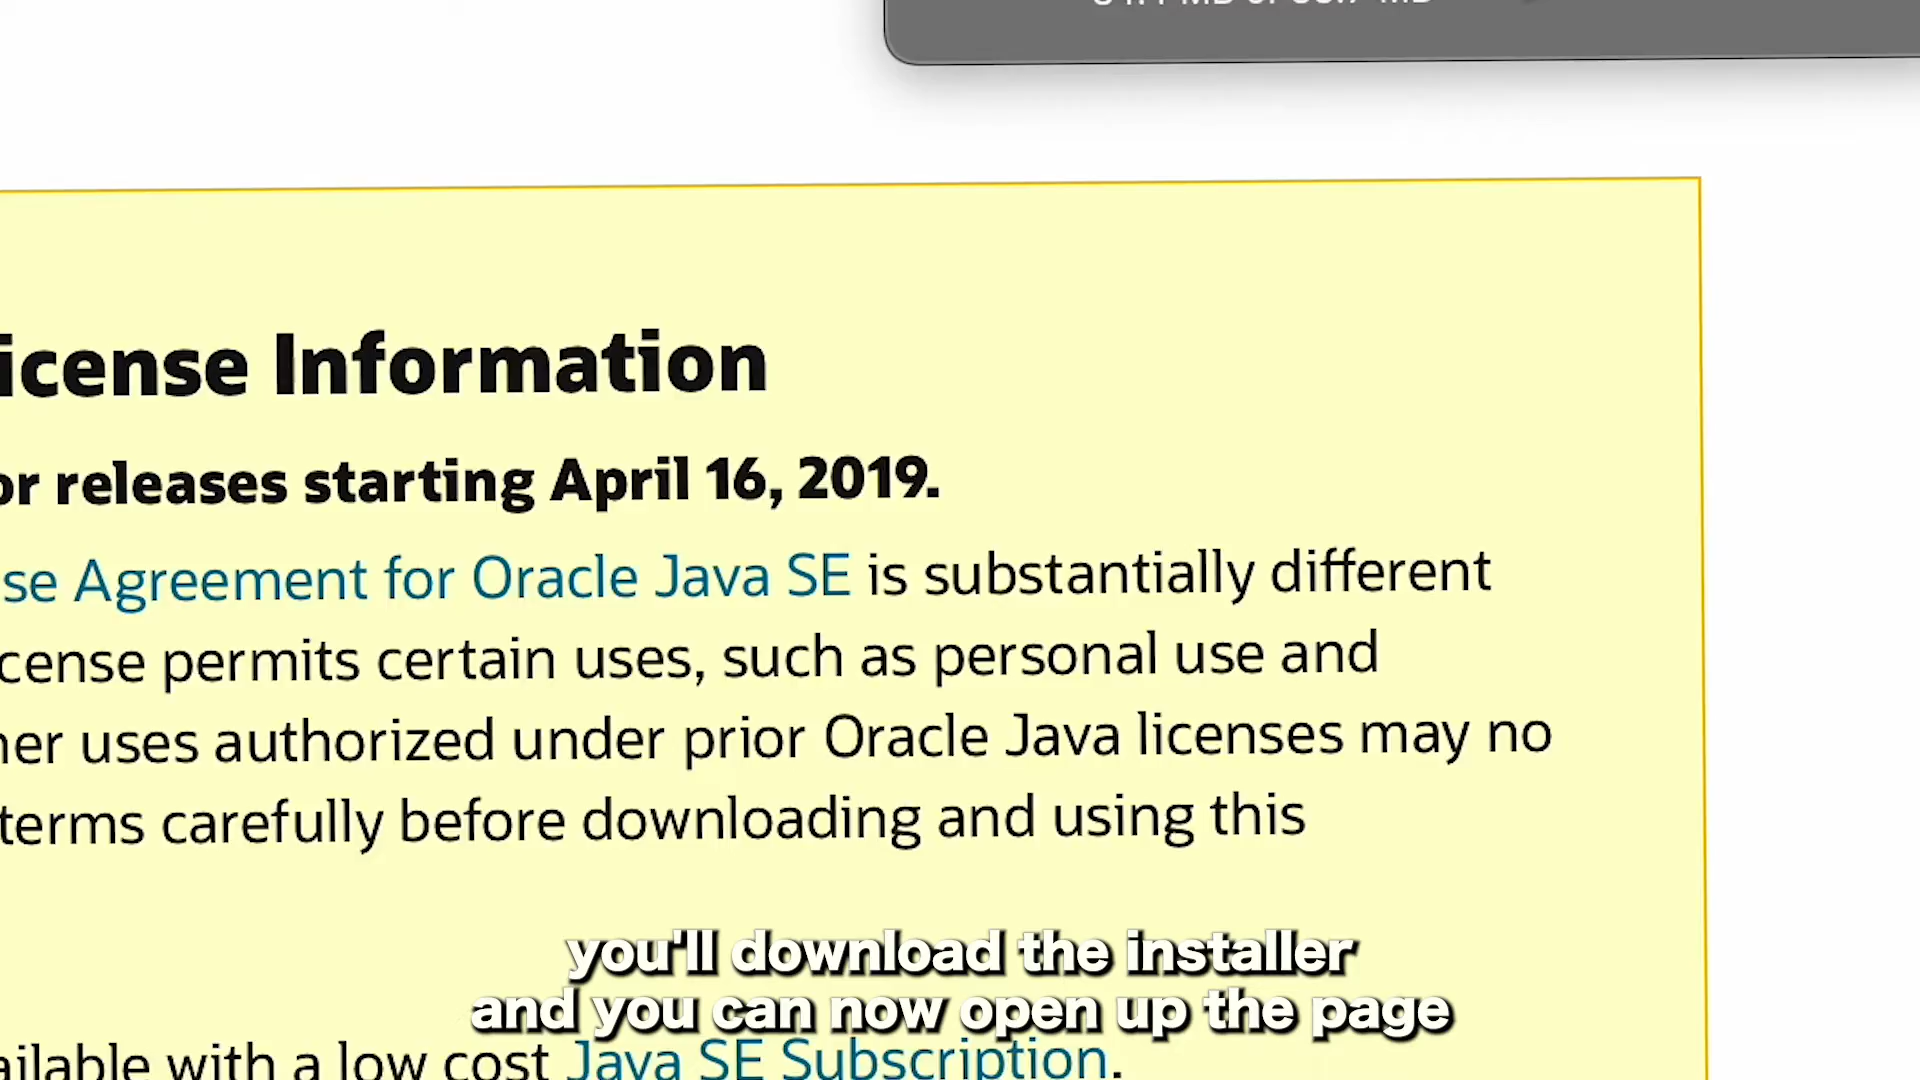 icense Information
or releases starting April 16, 2019.
se Agreement for Oracle Java SE is substantially different
cense permits certain uses, such as personal use and
her uses authorized under prior Oracle Java licenses may no
terms carefully before downloading and using this
you'll download the installer
and you can now open up the page
ailable with a low cost Java SE Subscription.